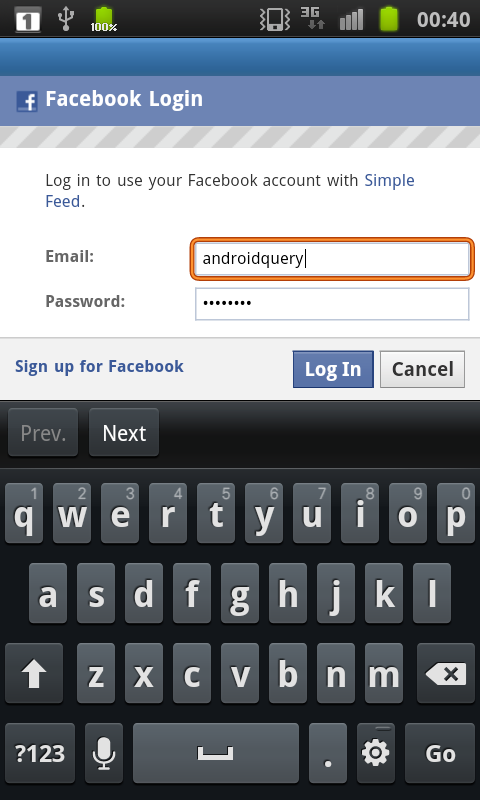 1 100% 3G 00:40
Facebook Login
Log in to use your Facebook account with Simple
Feed.
Email: androidquery
Password: ••••••••
Sign up for Facebook Log In Cancel
Prev. Next
1 2 3 4 5 6 7 8 9 0
q w e r t y u i o p
a s d f g h j k l
z x c v b n m
?123 . Go